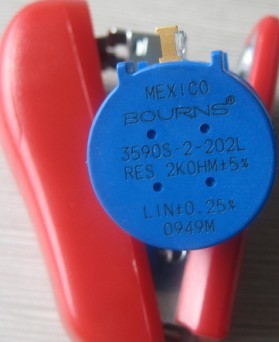 MEXICO
BOURNS®
3590S-2-202L
RES 2KOHM±5%
LIN±0.25%
0949M